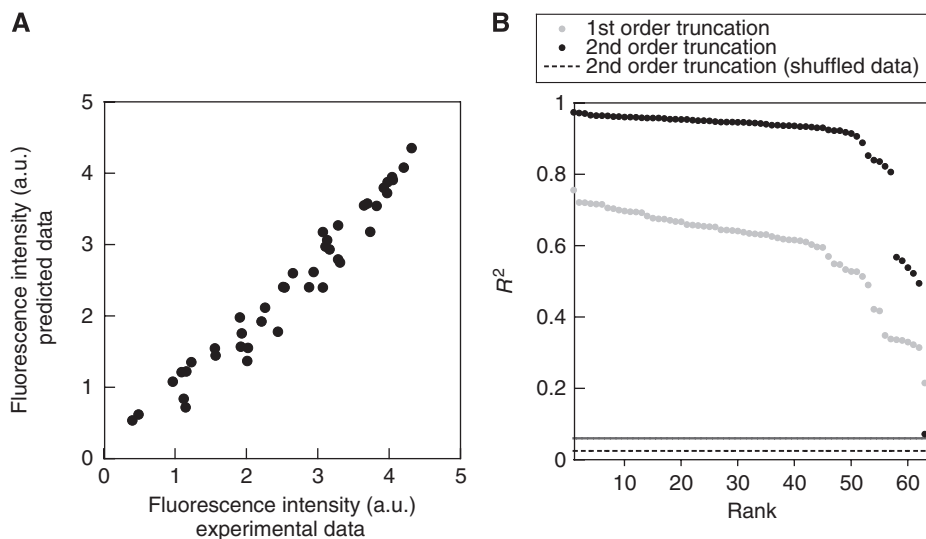 A
Fluorescence intensity (a.u.)
predicted data
5
4
3
2
1
0
0 1 2 3 4 5
Fluorescence intensity (a.u.)
experimental data
B
1st order truncation
2nd order truncation
2nd order truncation (shuffled data)
R²
1
0.8
0.6
0.4
0.2
0
10 20 30 40 50 60
Rank